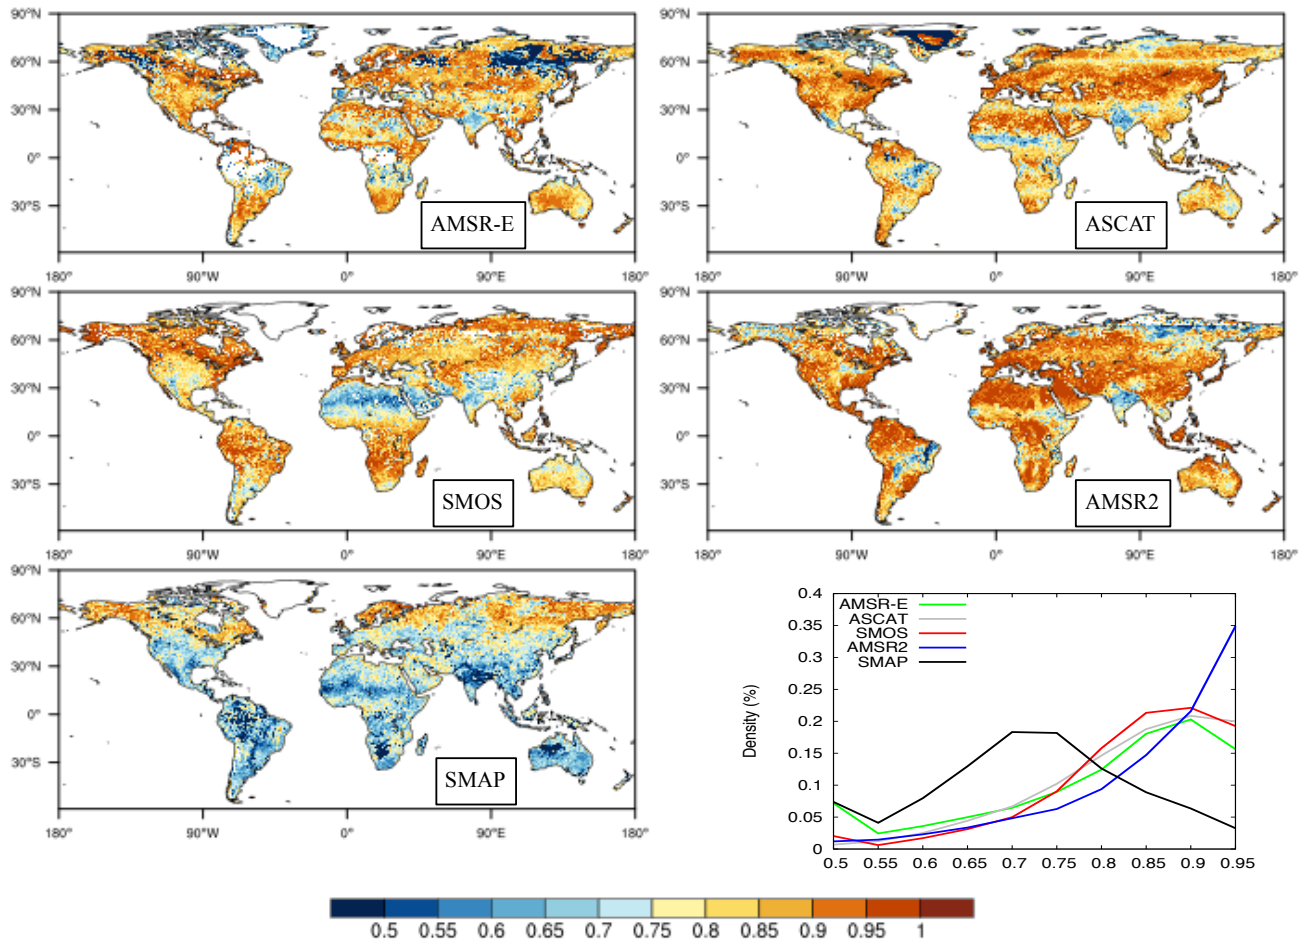 90°N 90°N
60°N 60°N
30°N 30°N
0° 0°
30°S 30°S
AMSR-E ASCAT
180° 90°W 0° 90°E 180° 180° 90°W 0° 90°E 180°
90°N 90°N
60°N 60°N
30°N 30°N
0° 0°
30°S 30°S
SMOS AMSR2
180° 90°W 0° 90°E 180° 180° 90°W 0° 90°E 180°
90°N
60°N
30°N
0°
30°S
SMAP
180° 90°W 0° 90°E 180°
0.4
0.35
0.3
0.25
0.2
0.15
0.1
0.05
0
Density (%)
AMSR-E
ASCAT
SMOS
AMSR2
SMAP
0.5 0.55 0.6 0.65 0.7 0.75 0.8 0.85 0.9 0.95
0.5 0.55 0.6 0.65 0.7 0.75 0.8 0.85 0.9 0.95 1